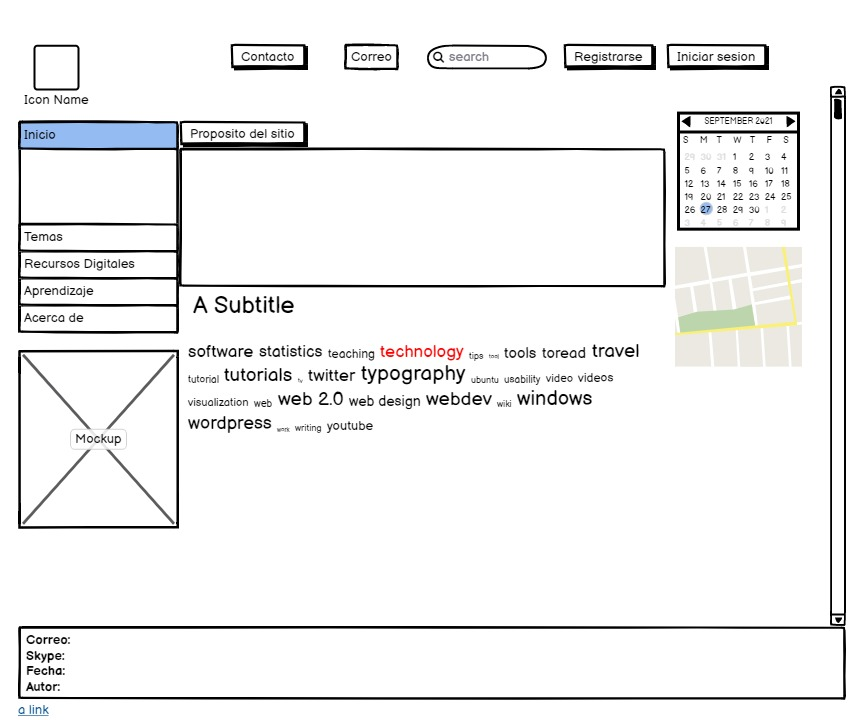 Contacto
Correo
search
Registrarse
Iniciar sesion
Icon Name
Inicio
Temas
Recursos Digitales
Aprendizaje
Acerca de
Mockup
Proposito del sitio
A Subtitle
software statistics teaching technology tips tool tools toread travel
tutorial tutorials tv twitter typography ubuntu usability video videos
visualization web web 2.0 web design webdev wiki windows
wordpress work writing youtube
SEPTEMBER 2021
S M T W T F S
29 30 31 1 2 3 4
5 6 7 8 9 10 11
12 13 14 15 16 17 18
19 20 21 22 23 24 25
26 27 28 29 30 1 2
3 4 5 6 7 8 9
Correo:
Skype:
Fecha:
Autor:
a link